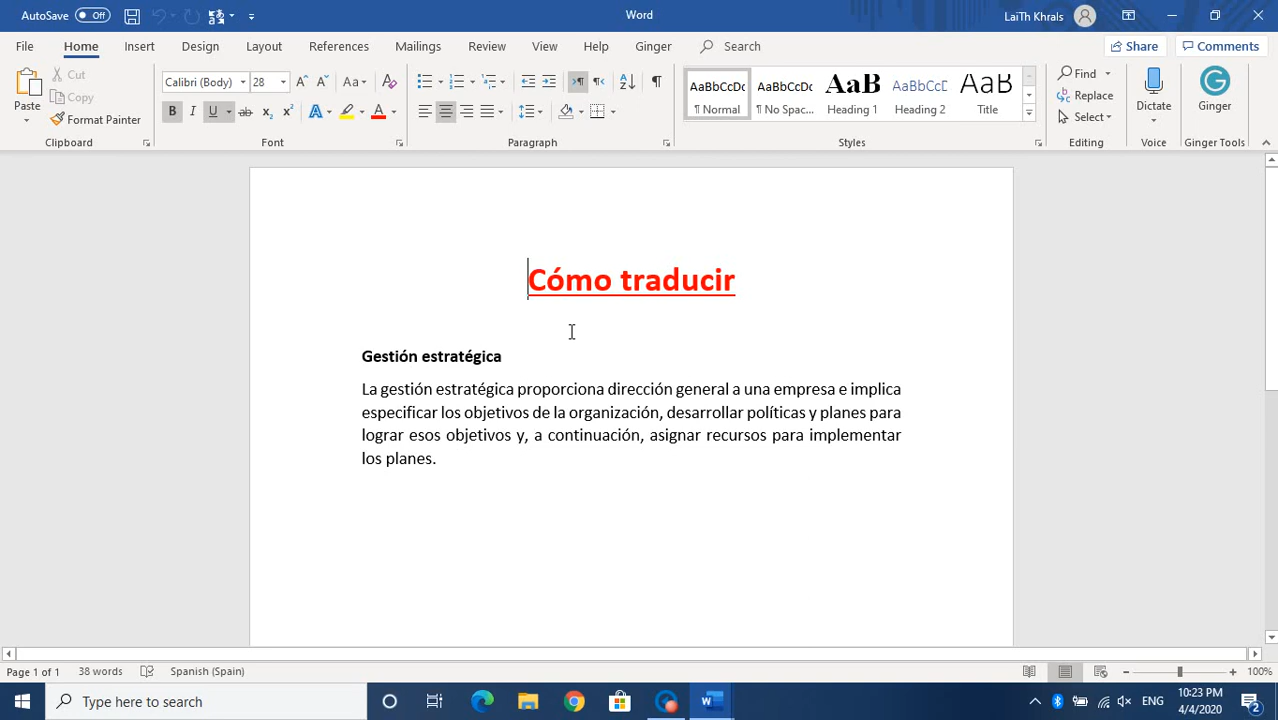 AutoSave Off Word LaiTh Khrals
File Home Insert Design Layout References Mailings Review View Help Ginger Search Share Comments
Paste Cut Copy Format Painter Clipboard
Calibri (Body) 28 Font
Paragraph
AaBbCcDc ¶ Normal AaBbCcDc ¶ No Spac... AaB Heading 1 AaBbCcD Heading 2 AaB Title Styles
Find Replace Select Editing
Dictate Voice
Ginger Ginger Tools
Cómo traducir
Gestión estratégica
La gestión estratégica proporciona dirección general a una empresa e implica
especificar los objetivos de la organización, desarrollar políticas y planes para
lograr esos objetivos y, a continuación, asignar recursos para implementar
los planes.
Page 1 of 1 38 words Spanish (Spain) 100%
Type here to search ENG 10:23 PM
4/4/2020 2